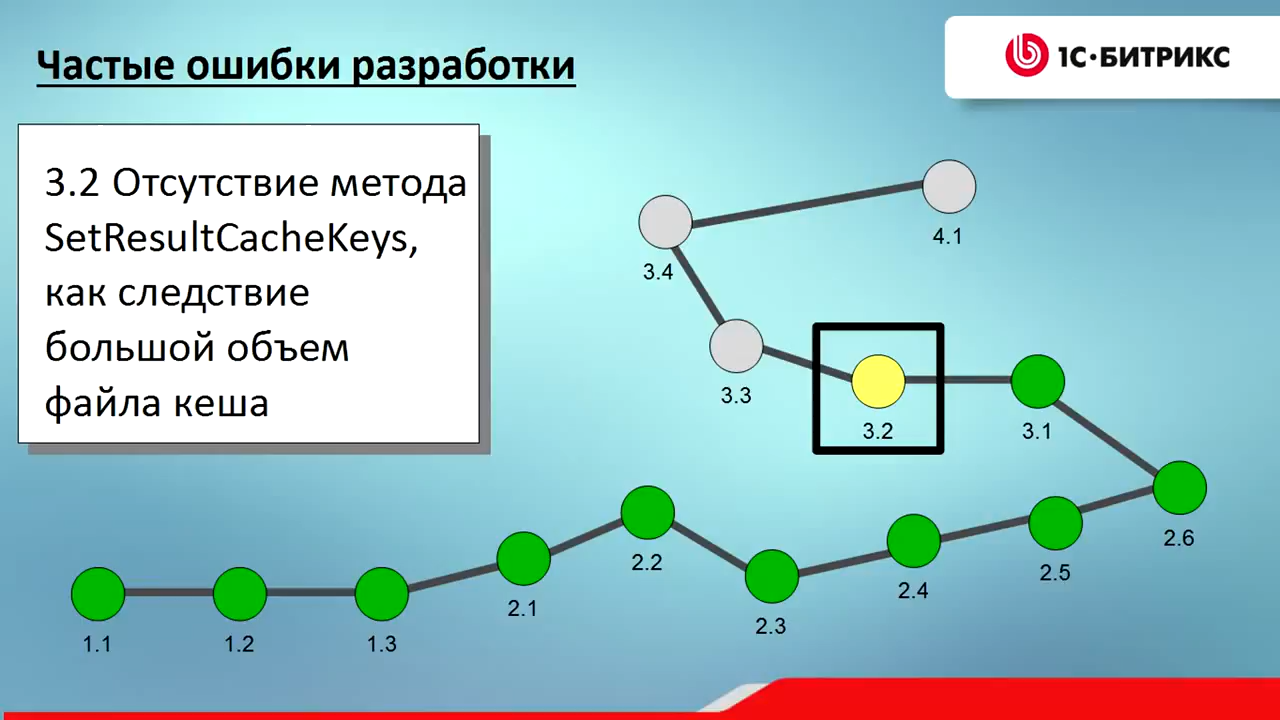 Частые ошибки разработки
1С·БИТРИКС
3.2 Отсутствие метода
SetResultCacheKeys,
как следствие
большой объем
файла кеша
4.1
3.4
3.3
3.2
3.1
2.6
2.5
2.4
2.3
2.2
2.1
1.3
1.2
1.1